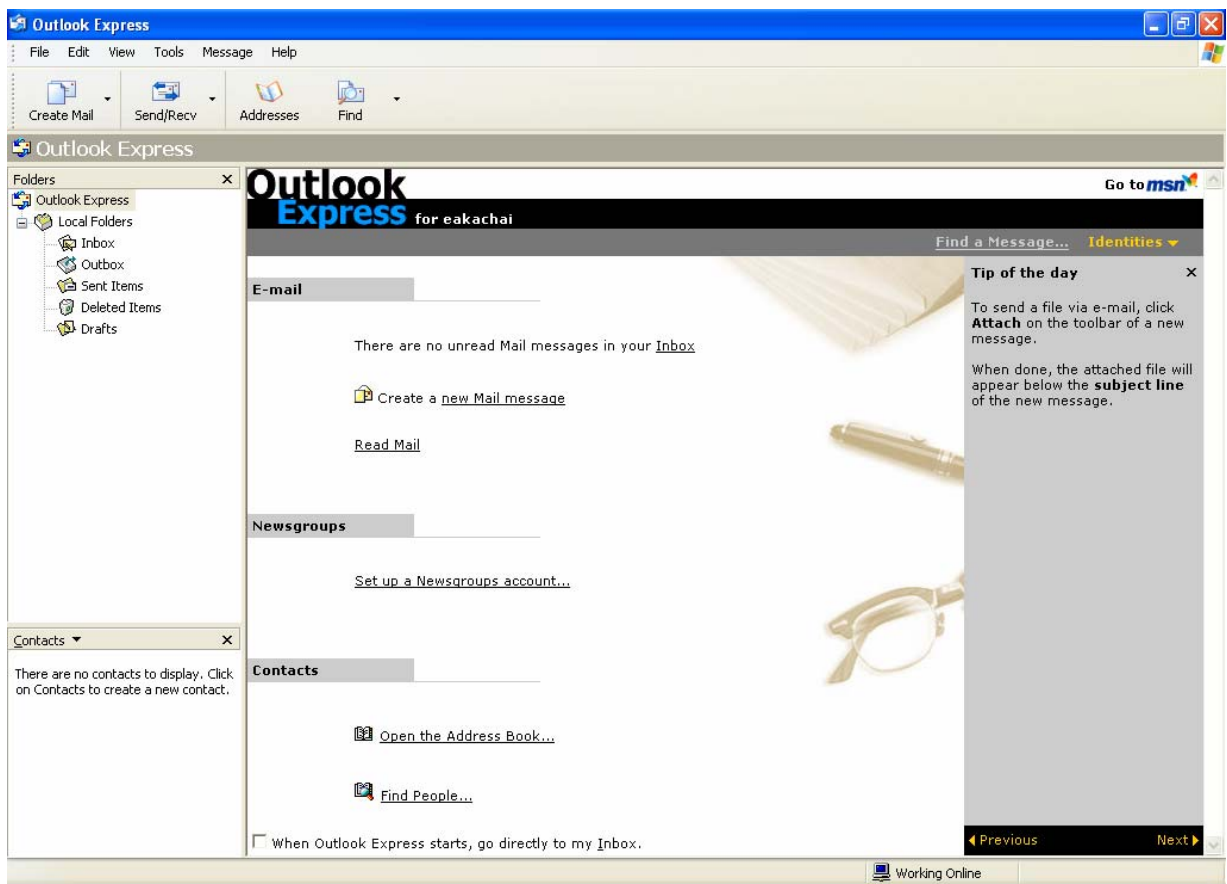 Outlook Express
File Edit View Tools Message Help
Create Mail Send/Recv Addresses Find
Outlook Express
Folders
Outlook Express
Local Folders
Inbox
Outbox
Sent Items
Deleted Items
Drafts
Contacts
There are no contacts to display. Click
on Contacts to create a new contact.
Outlook
Express for eakachai
Go to msn
Find a Message... Identities
E-mail
There are no unread Mail messages in your Inbox
Create a new Mail message
Read Mail
Newsgroups
Set up a Newsgroups account...
Contacts
Open the Address Book...
Find People...
When Outlook Express starts, go directly to my Inbox.
Tip of the day
To send a file via e-mail, click
Attach on the toolbar of a new
message.
When done, the attached file will
appear below the subject line
of the new message.
Previous Next
Working Online